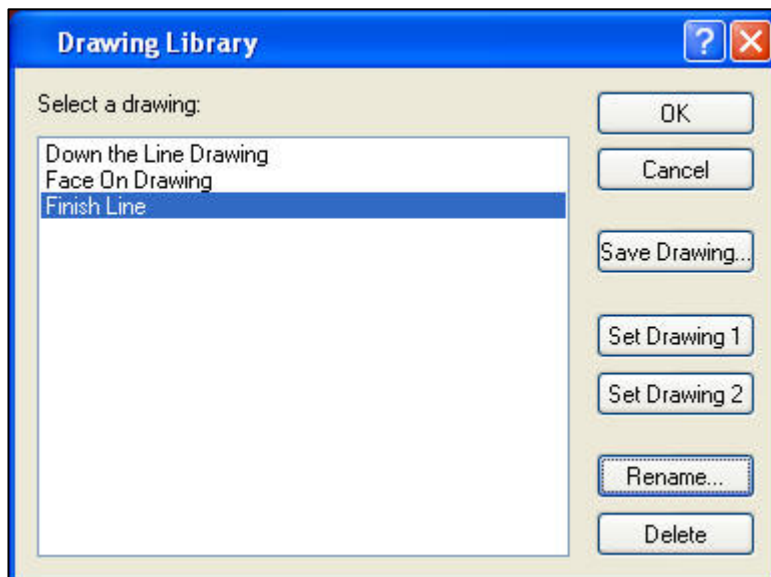 Drawing Library
?
Select a drawing:
Down the Line Drawing
Face On Drawing
Finish Line
OK
Cancel
Save Drawing...
Set Drawing 1
Set Drawing 2
Rename...
Delete